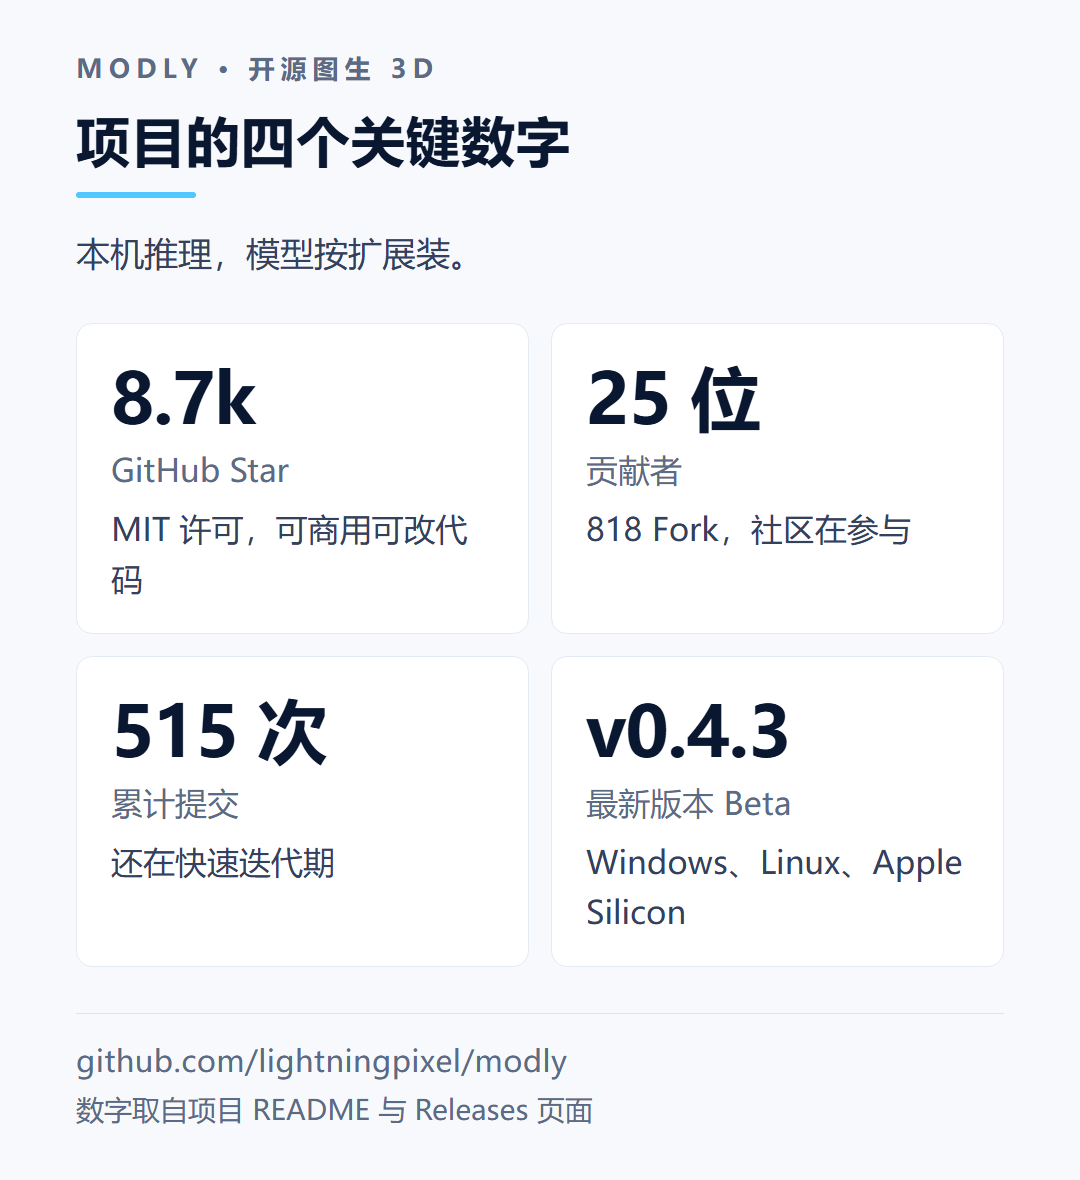 MODLY • 开源图生 3D
项目的四个关键数字
本机推理，模型按扩展装。
8.7k
GitHub Star
MIT 许可，可商用可改代
码
25 位
贡献者
818 Fork，社区在参与
515 次
累计提交
还在快速迭代期
v0.4.3
最新版本 Beta
Windows、Linux、Apple
Silicon
github.com/lightningpixel/modly
数字取自项目 README 与 Releases 页面